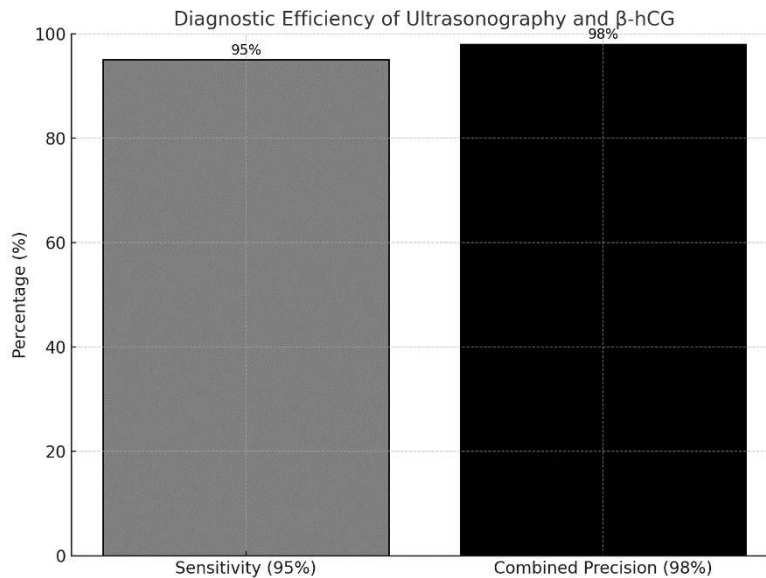 Diagnostic Efficiency of Ultrasonography and β-hCG
100
98%
95%
80
60
40
20
0
Percentage (%)
Sensitivity (95%)
Combined Precision (98%)